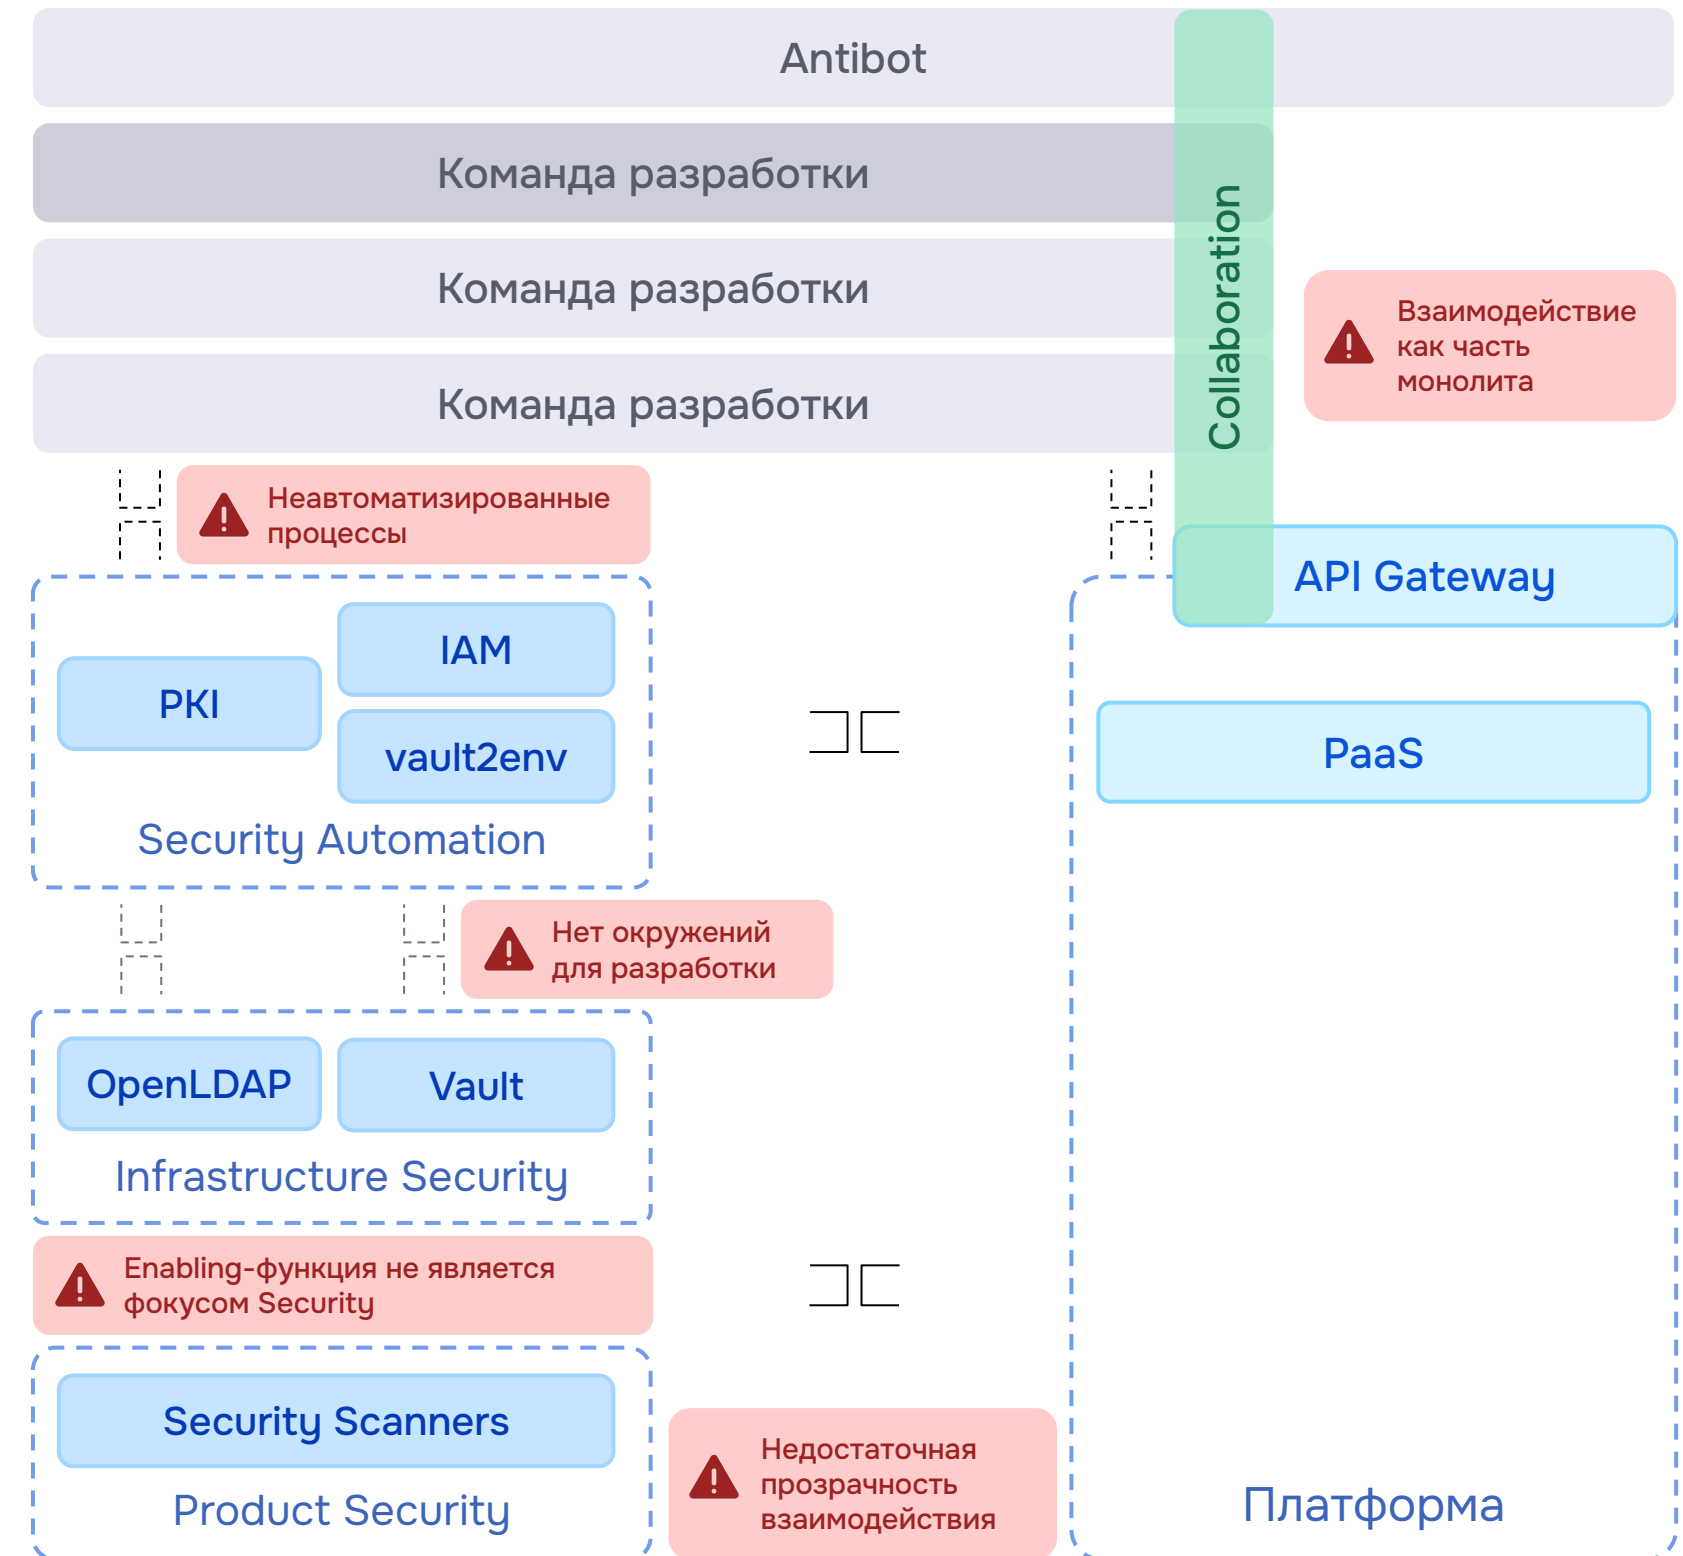 Antibot
Команда разработки
Команда разработки
Команда разработки
Collaboration
Взаимодействие
как часть
монолита
Неавтоматизированные
процессы
API Gateway
IAM
PKI
vault2env
Security Automation
PaaS
Нет окружений
для разработки
OpenLDAP
Vault
Infrastructure Security
Enabling-функция не является
фокусом Security
Security Scanners
Product Security
Недостаточная
прозрачность
взаимодействия
Платформа